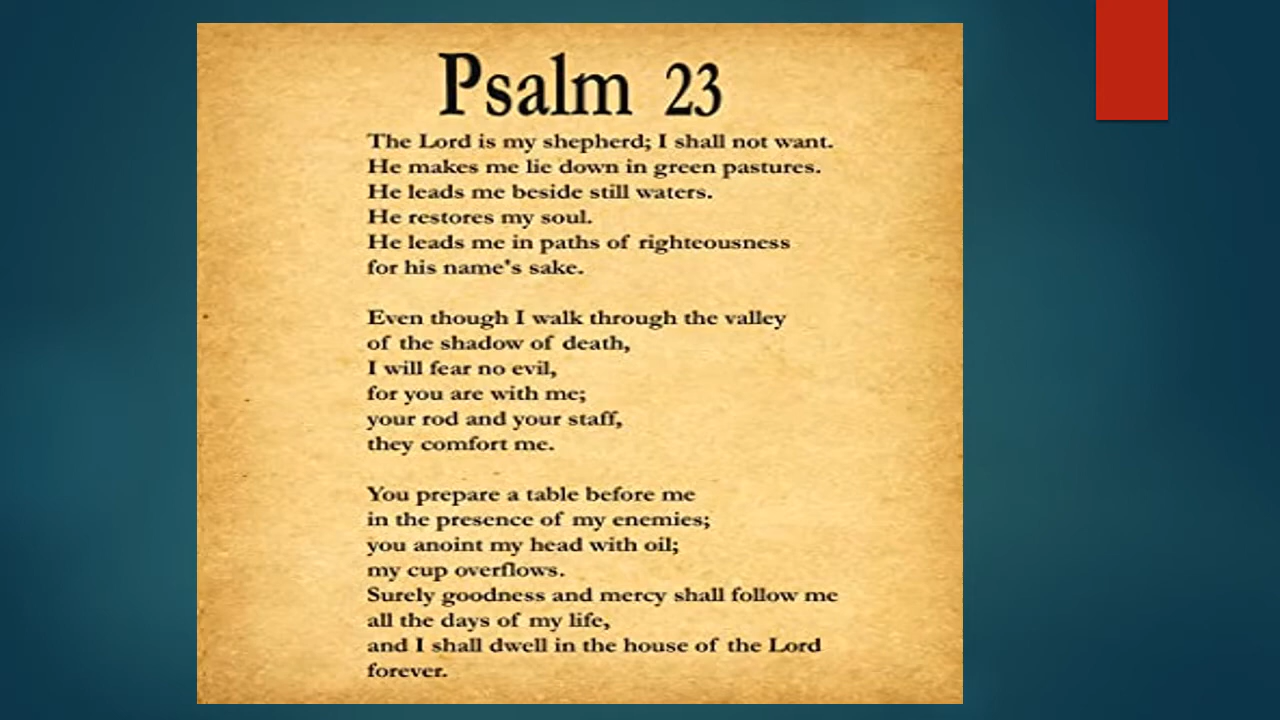 Psalm 23
The Lord is my shepherd; I shall not want.
He makes me lie down in green pastures.
He leads me beside still waters.
He restores my soul.
He leads me in paths of righteousness
for his name's sake.
Even though I walk through the valley
of the shadow of death,
I will fear no evil,
for you are with me;
your rod and your staff,
they comfort me.
You prepare a table before me
in the presence of my enemies;
you anoint my head with oil;
my cup overflows.
Surely goodness and mercy shall follow me
all the days of my life,
and I shall dwell in the house of the Lord
forever.